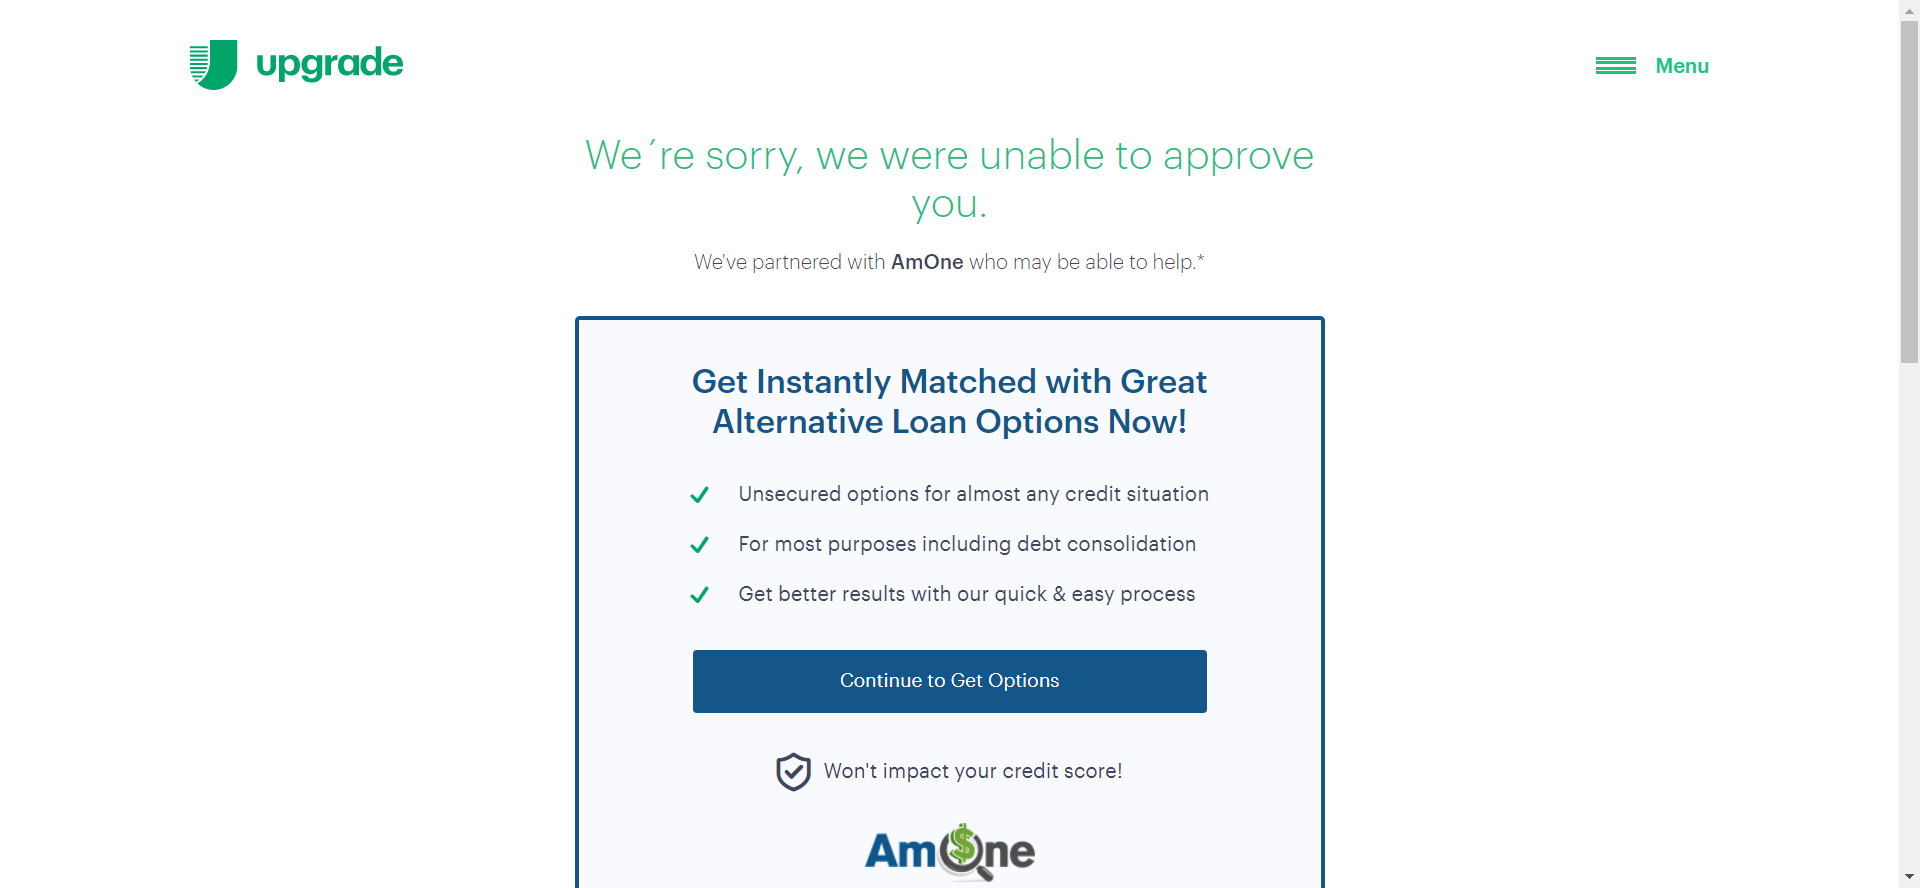 upgrade
Menu
We´re sorry, we were unable to approve
you.
We've partnered with AmOne who may be able to help.*
Get Instantly Matched with Great
Alternative Loan Options Now!
Unsecured options for almost any credit situation
For most purposes including debt consolidation
Get better results with our quick & easy process
Continue to Get Options
Won't impact your credit score!
AmOne